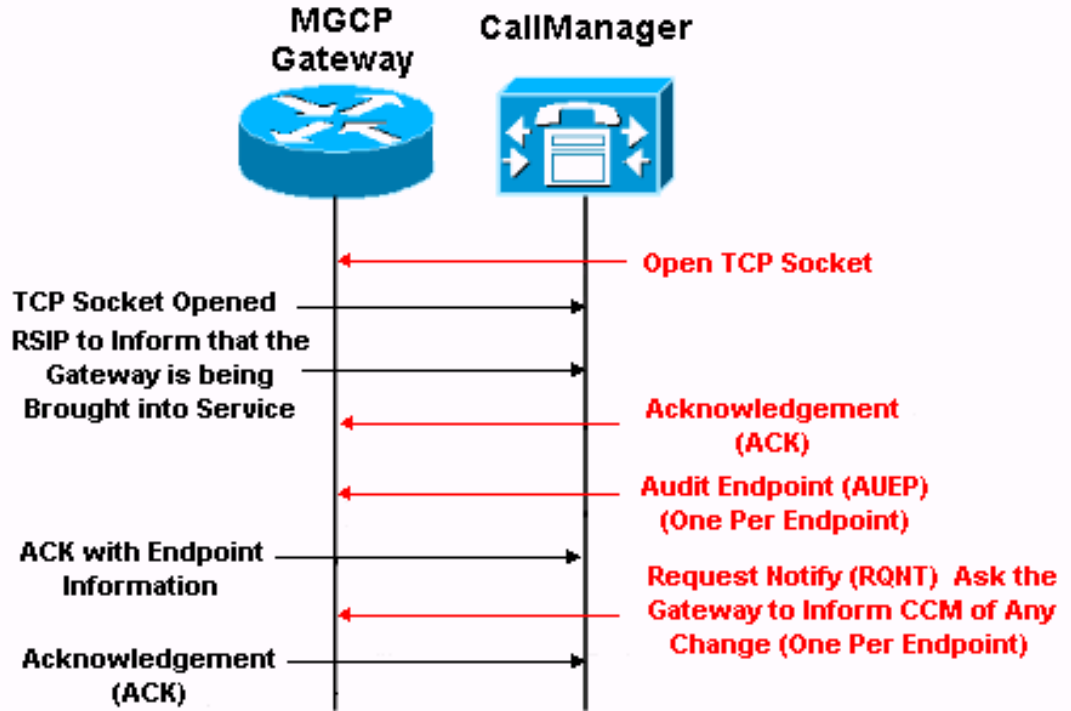 MGCP
Gateway
CallManager
Open TCP Socket
TCP Socket Opened
RSIP to Inform that the
Gateway is being
Brought into Service
Acknowledgement
(ACK)
Audit Endpoint (AUEP)
(One Per Endpoint)
ACK with Endpoint
Information
Request Notify (RQNT) Ask the
Gateway to Inform CCM of Any
Change (One Per Endpoint)
Acknowledgement
(ACK)